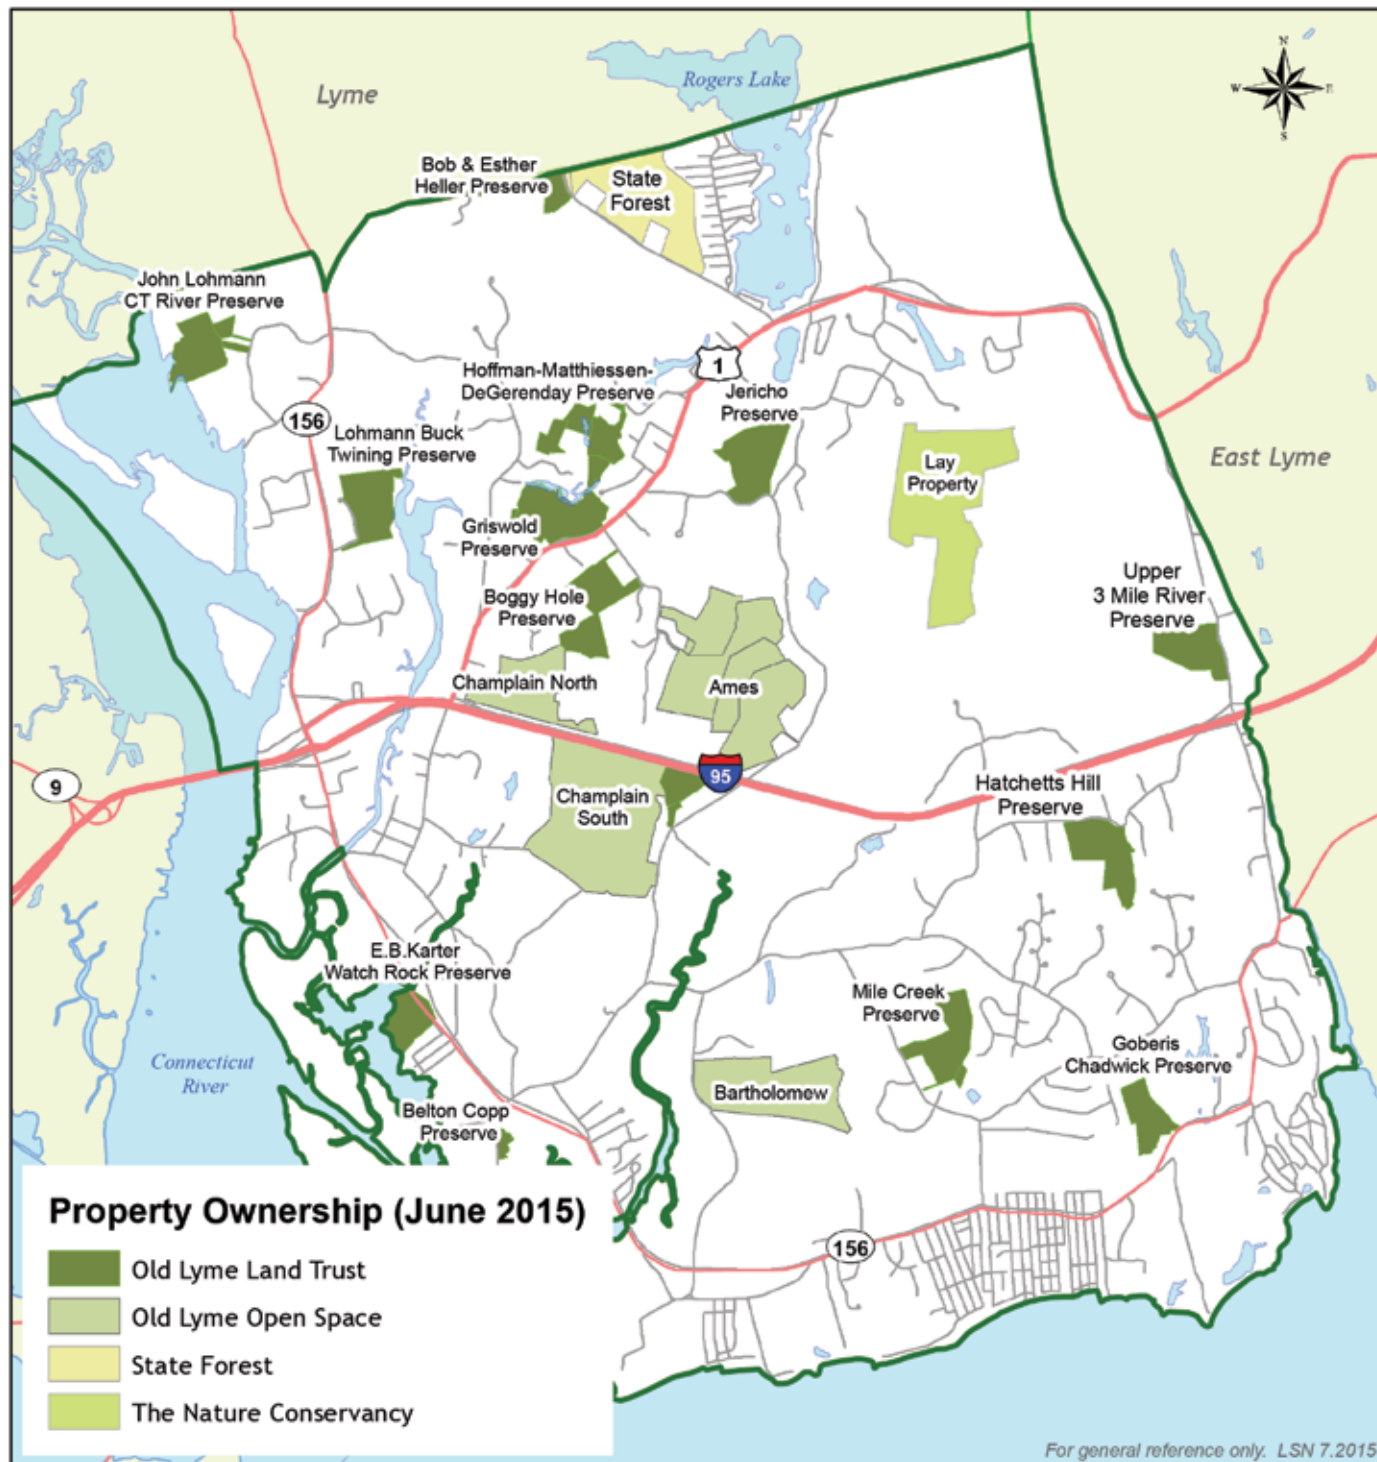 Lyme
Rogers Lake
N
W
E
S
Bob & Esther
Heller Preserve
State
Forest
John Lohmann
CT River Preserve
1
Hoffman-Matthiessen-
DeGerenday Preserve
Jericho
Preserve
156
Lohmann Buck
Twining Preserve
East Lyme
Lay
Property
Griswold
Preserve
Upper
3 Mile River
Preserve
Boggy Hole
Preserve
Champlain North
Ames
9
95
Champlain
South
Hatchetts Hill
Preserve
E.B.Karter
Watch Rock Preserve
Mile Creek
Preserve
Goberis
Chadwick Preserve
Connecticut
River
Bartholomew
Belton Copp
Preserve
156
Property Ownership (June 2015)
Old Lyme Land Trust
Old Lyme Open Space
State Forest
The Nature Conservancy
For general reference only. LSN 7.2015